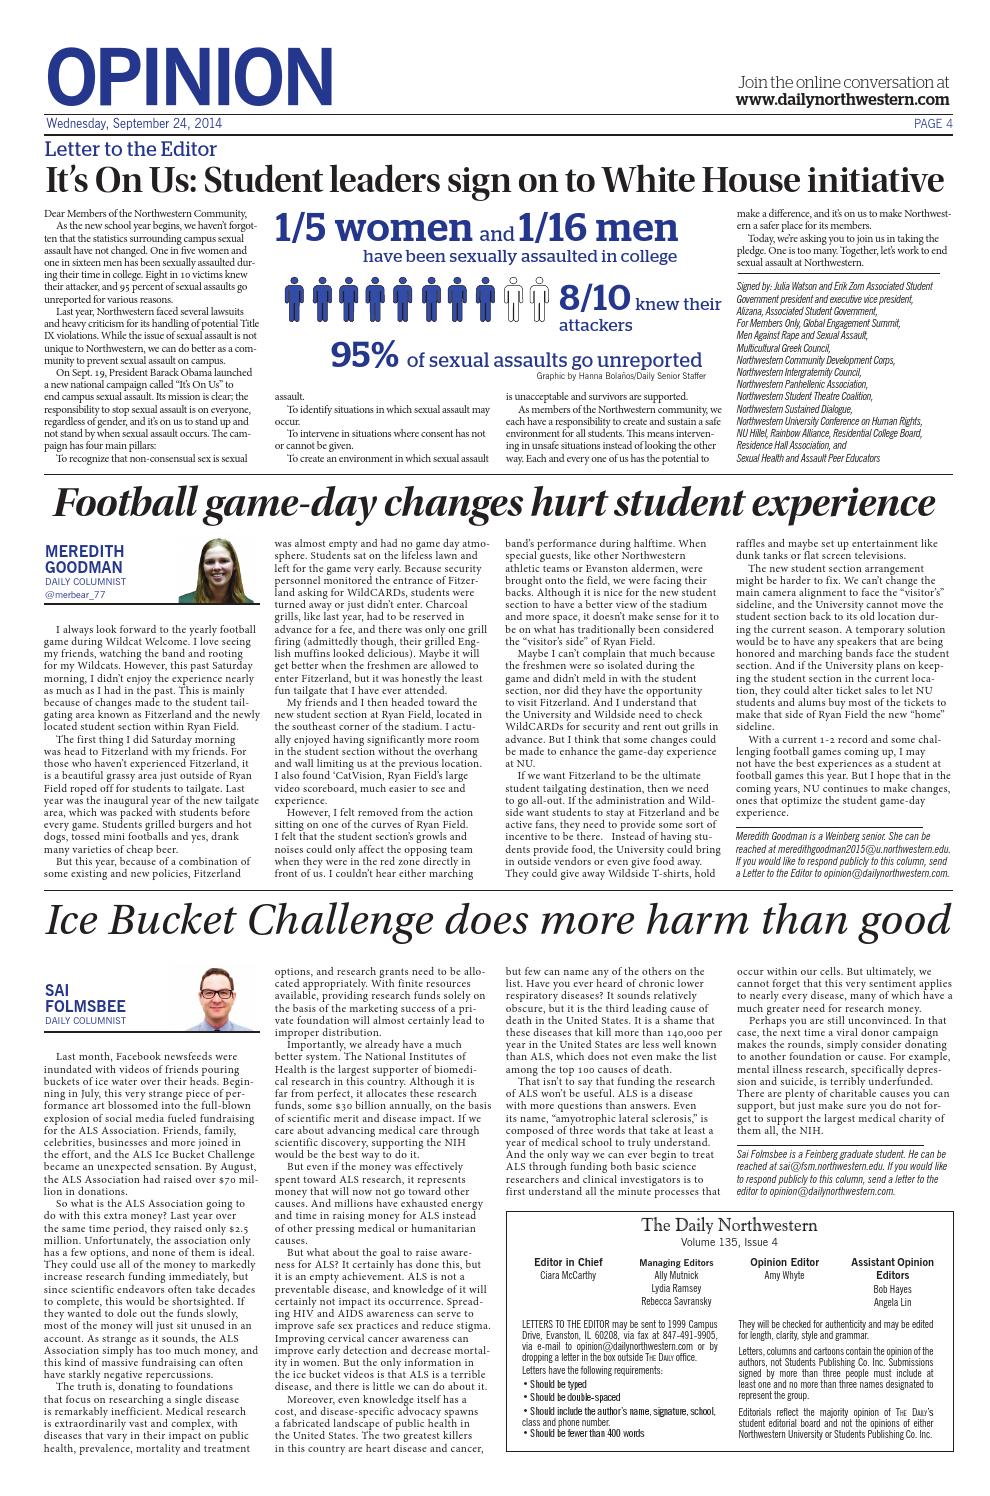 OPINION
Join the online conversation at
www.dailynorthwestern.com
Wednesday, September 24, 2014
PAGE 4
Letter to the Editor
It's On Us: Student leaders sign on to White House initiative
Dear Members of the Northwestern Community,
As the new school year begins, we haven't forgot-
ten that the statistics surrounding campus sexual
assault have not changed. One in five women and
one in sixteen men has been sexually assaulted dur-
ing their time in college. Eight in 10 victims knew
their attacker, and 95 percent of sexual assaults go
unreported for various reasons.
Last year, Northwestern faced several lawsuits
and heavy criticism for its handling of potential Title
IX violations. While the issue of sexual assault is not
unique to Northwestern, we can do better as a com-
munity to prevent sexual assault on campus.
On Sept. 19, President Barack Obama launched
a new national campaign called "It's On Us" to
end campus sexual assault. Its mission is clear; the
responsibility to stop sexual assault is on everyone,
regardless of gender, and it's on us to stand up and
not stand by when sexual assault occurs. The cam-
paign has four main pillars:
To recognize that non-consensual sex is sexual
1/5 women and 1/16 men
have been sexually assaulted in college
8/10 knew their
attackers
95% of sexual assaults go unreported
Graphic by Hanna Bolaños/Daily Senior Staffer
assault.
To identify situations in which sexual assault may
occur.
To intervene in situations where consent has not
or cannot be given.
To create an environment in which sexual assault
is unacceptable and survivors are supported.
As members of the Northwestern community, we
each have a responsibility to create and sustain a safe
environment for all students. This means interven-
ing in unsafe situations instead of looking the other
way. Each and every one of us has the potential to
make a difference, and it's on us to make Northwest-
ern a safer place for its members.
Today, we're asking you to join us in taking the
pledge. One is too many. Together, let's work to end
sexual assault at Northwestern.
Signed by: Julia Watson and Erik Zorn Associated Student
Government president and executive vice president,
Alizana, Associated Student Government,
For Members Only, Global Engagement Summit,
Men Against Rape and Sexual Assault,
Multicultural Greek Council,
Northwestern Community Development Corps,
Northwestern Intergraternity Council,
Northwestern Panhellenic Association,
Northwestern Student Theatre Coalition,
Northwestern Sustained Dialogue,
Northwestern University Conference on Human Rights,
NU Hillel, Rainbow Alliance, Residential College Board,
Residence Hall Association, and
Sexual Health and Assault Peer Educators
Football game-day changes hurt student experience
MEREDITH
GOODMAN
DAILY COLUMNIST
@merbear_77
I always look forward to the yearly football
game during Wildcat Welcome. I love seeing
my friends, watching the band and rooting
for my Wildcats. However, this past Saturday
morning, I didn't enjoy the experience nearly
as much as I had in the past. This is mainly
because of changes made to the student tail-
gating area known as Fitzerland and the newly
located student section within Ryan Field.
The first thing I did Saturday morning
was head to Fitzerland with my friends. For
those who haven't experienced Fitzerland, it
is a beautiful grassy area just outside of Ryan
Field roped off for students to tailgate. Last
year was the inaugural year of the new tailgate
area, which was packed with students before
every game. Students grilled burgers and hot
dogs, tossed mini footballs and yes, drank
many varieties of cheap beer.
But this year, because of a combination of
some existing and new policies, Fitzerland
was almost empty and had no game day atmo-
sphere. Students sat on the lifeless lawn and
left for the game very early. Because security
personnel monitored the entrance of Fitzer-
land asking for WildCARDs, students were
turned away or just didn't enter. Charcoal
grills, like last year, had to be reserved in
advance for a fee, and there was only one grill
firing (admittedly though, their grilled Eng-
lish muffins looked delicious). Maybe it will
get better when the freshmen are allowed to
enter Fitzerland, but it was honestly the least
fun tailgate that I have ever attended.
My friends and I then headed toward the
new student section at Ryan Field, located in
the southeast corner of the stadium. I actu-
ally enjoyed having significantly more room
in the student section without the overhang
and wall limiting us at the previous location.
I also found 'CatVision, Ryan Field's large
video scoreboard, much easier to see and
experience.
However, I felt removed from the action
sitting on one of the curves of Ryan Field.
I felt that the student section's growls and
noises could only affect the opposing team
when they were in the red zone directly in
front of us. I couldn't hear either marching
band's performance during halftime. When
special guests, like other Northwestern
athletic teams or Evanston aldermen, were
brought onto the field, we were facing their
backs. Although it is nice for the new student
section to have a better view of the stadium
and more space, it doesn't make sense for it to
be on what has traditionally been considered
the "visitor's side" of Ryan Field.
Maybe I can't complain that much because
the freshmen were so isolated during the
game and didn't meld in with the student
section, nor did they have the opportunity
to visit Fitzerland. And I understand that
the University and Wildside need to check
WildCARDs for security and rent out grills in
advance. But I think that some changes could
be made to enhance the game-day experience
at NU.
If we want Fitzerland to be the ultimate
student tailgating destination, then we need
to go all-out. If the administration and Wild-
side want students to stay at Fitzerland and be
active fans, they need to provide some sort of
incentive to be there. Instead of having stu-
dents provide food, the University could bring
in outside vendors or even give food away.
They could give away Wildside T-shirts, hold
raffles and maybe set up entertainment like
dunk tanks or flat screen televisions.
The new student section arrangement
might be harder to fix. We can't change the
main camera alignment to face the "visitor's"
sideline, and the University cannot move the
student section back to its old location dur-
ing the current season. A temporary solution
would be to have any speakers that are being
honored and marching bands face the student
section. And if the University plans on keep-
ing the student section in the current loca-
tion, they could alter ticket sales to let NU
students and alums buy most of the tickets to
make that side of Ryan Field the new "home"
sideline.
With a current 1-2 record and some chal-
lenging football games coming up, I may
not have the best experiences as a student at
football games this year. But I hope that in the
coming years, NU continues to make changes,
ones that optimize the student game-day
experience.
Meredith Goodman is a Weinberg senior. She can be
reached at meredithgoodman2015@u.northwestern.edu.
If you would like to respond publicly to this column, send
a Letter to the Editor to opinion@dailynorthwestern.com.
Ice Bucket Challenge does more harm than good
SAI
FOLMSBEE
DAILY COLUMNIST
Last month, Facebook newsfeeds were
inundated with videos of friends pouring
buckets of ice water over their heads. Begin-
ning in July, this very strange piece of per-
formance art blossomed into the full-blown
explosion of social media fueled fundraising
for the ALS Association. Friends, family,
celebrities, businesses and more joined in
the effort, and the ALS Ice Bucket Challenge
became an unexpected sensation. By August,
the ALS Association had raised over $70 mil-
lion in donations.
So what is the ALS Association going to
do with this extra money? Last year over
the same time period, they raised only $2.5
million. Unfortunately, the association only
has a few options, and none of them is ideal.
They could use all of the money to markedly
increase research funding immediately, but
since scientific endeavors often take decades
to complete, this would be shortsighted. If
they wanted to dole out the funds slowly,
most of the money will just sit unused in an
account. As strange as it sounds, the ALS
Association simply has too much money, and
this kind of massive fundraising can often
have starkly negative repercussions.
The truth is, donating to foundations
that focus on researching a single disease
is remarkably inefficient. Medical research
is extraordinarily vast and complex, with
diseases that vary in their impact on public
health, prevalence, mortality and treatment
options, and research grants need to be allo-
cated appropriately. With finite resources
available, providing research funds solely on
the basis of the marketing success of a pri-
vate foundation will almost certainly lead to
improper distribution.
Importantly, we already have a much
better system. The National Institutes of
Health is the largest supporter of biomedi-
cal research in this country. Although it is
far from perfect, it allocates these research
funds, some $30 billion annually, on the basis
of scientific merit and disease impact. If we
care about advancing medical care through
scientific discovery, supporting the NIH
would be the best way to do it.
But even if the money was effectively
spent toward ALS research, it represents
money that will now not go toward other
causes. And millions have exhausted energy
and time in raising money for ALS instead
of other pressing medical or humanitarian
causes.
But what about the goal to raise aware-
ness for ALS? It certainly has done this, but
it is an empty achievement. ALS is not a
preventable disease, and knowledge of it will
certainly not impact its occurrence. Spread-
ing HIV and AIDS awareness can serve to
improve safe sex practices and reduce stigma.
Improving cervical cancer awareness can
improve early detection and decrease mortal-
ity in women. But the only information in
the ice bucket videos is that ALS is a terrible
disease, and there is little we can do about it.
Moreover, even knowledge itself has a
cost, and disease-specific advocacy spawns
a fabricated landscape of public health in
the United States. The two greatest killers
in this country are heart disease and cancer,
but few can name any of the others on the
list. Have you ever heard of chronic lower
respiratory diseases? It sounds relatively
obscure, but it is the third leading cause of
death in the United States. It is a shame that
these diseases that kill more than 140,000 per
year in the United States are less well known
than ALS, which does not even make the list
among the top 100 causes of death.
That isn't to say that funding the research
of ALS won't be useful. ALS is a disease
with more questions than answers. Even
its name, "amyotrophic lateral sclerosis," is
composed of three words that take at least a
year of medical school to truly understand.
And the only way we can ever begin to treat
ALS through funding both basic science
researchers and clinical investigators is to
first understand all the minute processes that
occur within our cells. But ultimately, we
cannot forget that this very sentiment applies
to nearly every disease, many of which have a
much greater need for research money.
Perhaps you are still unconvinced. In that
case, the next time a viral donor campaign
makes the rounds, simply consider donating
to another foundation or cause. For example,
mental illness research, specifically depres-
sion and suicide, is terribly underfunded.
There are plenty of charitable causes you can
support, but just make sure you do not for-
get to support the largest medical charity of
them all, the NIH.
Sai Folmsbee is a Feinberg graduate student. He can be
reached at sai@fsm.northwestern.edu. If you would like
to respond publicly to this column, send a letter to the
editor to opinion@dailynorthwestern.com.
The Daily Northwestern
Volume 135, Issue 4
Editor in Chief
Ciara McCarthy
Managing Editors
Ally Mutnick
Lydia Ramsey
Rebecca Savransky
Opinion Editor
Amy Whyte
Assistant Opinion
Editors
Bob Hayes
Angela Lin
LETTERS TO THE EDITOR may be sent to 1999 Campus
Drive, Evanston, IL 60208, via fax at 847-491-9905,
via e-mail to opinion@dailynorthwestern.com or by
dropping a letter in the box outside THE DAILY office.
Letters have the following requirements:
• Should be typed
• Should be double-spaced
• Should include the author's name, signature, school,
class and phone number.
• Should be fewer than 400 words
They will be checked for authenticity and may be edited
for length, clarity, style and grammar.
Letters, columns and cartoons contain the opinion of the
authors, not Students Publishing Co. Inc. Submissions
signed by more than three people must include at
least one and no more than three names designated to
represent the group.
Editorials reflect the majority opinion of THE DAILY's
student editorial board and not the opinions of either
Northwestern University or Students Publishing Co. Inc.